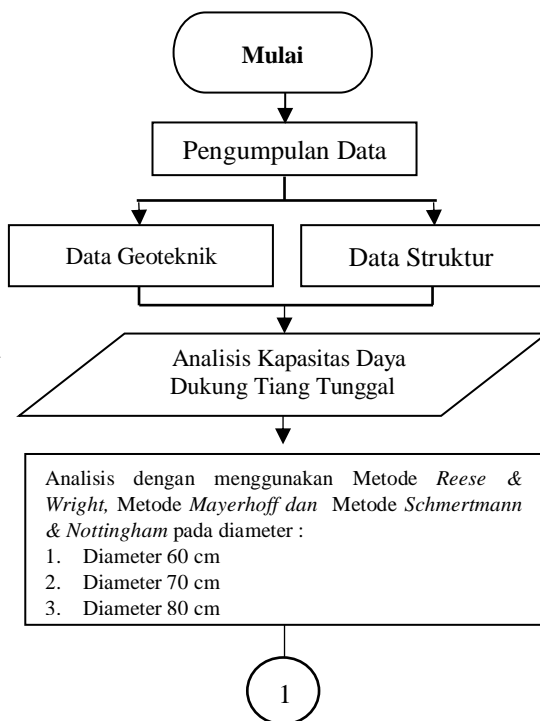 Mulai
Pengumpulan Data
Data Geoteknik
Data Struktur
Analisis Kapasitas Daya
Dukung Tiang Tunggal
Analisis dengan menggunakan Metode Reese &
Wright, Metode Mayerhoff dan Metode Schmertmann
& Nottingham pada diameter :
1. Diameter 60 cm
2. Diameter 70 cm
3. Diameter 80 cm
1